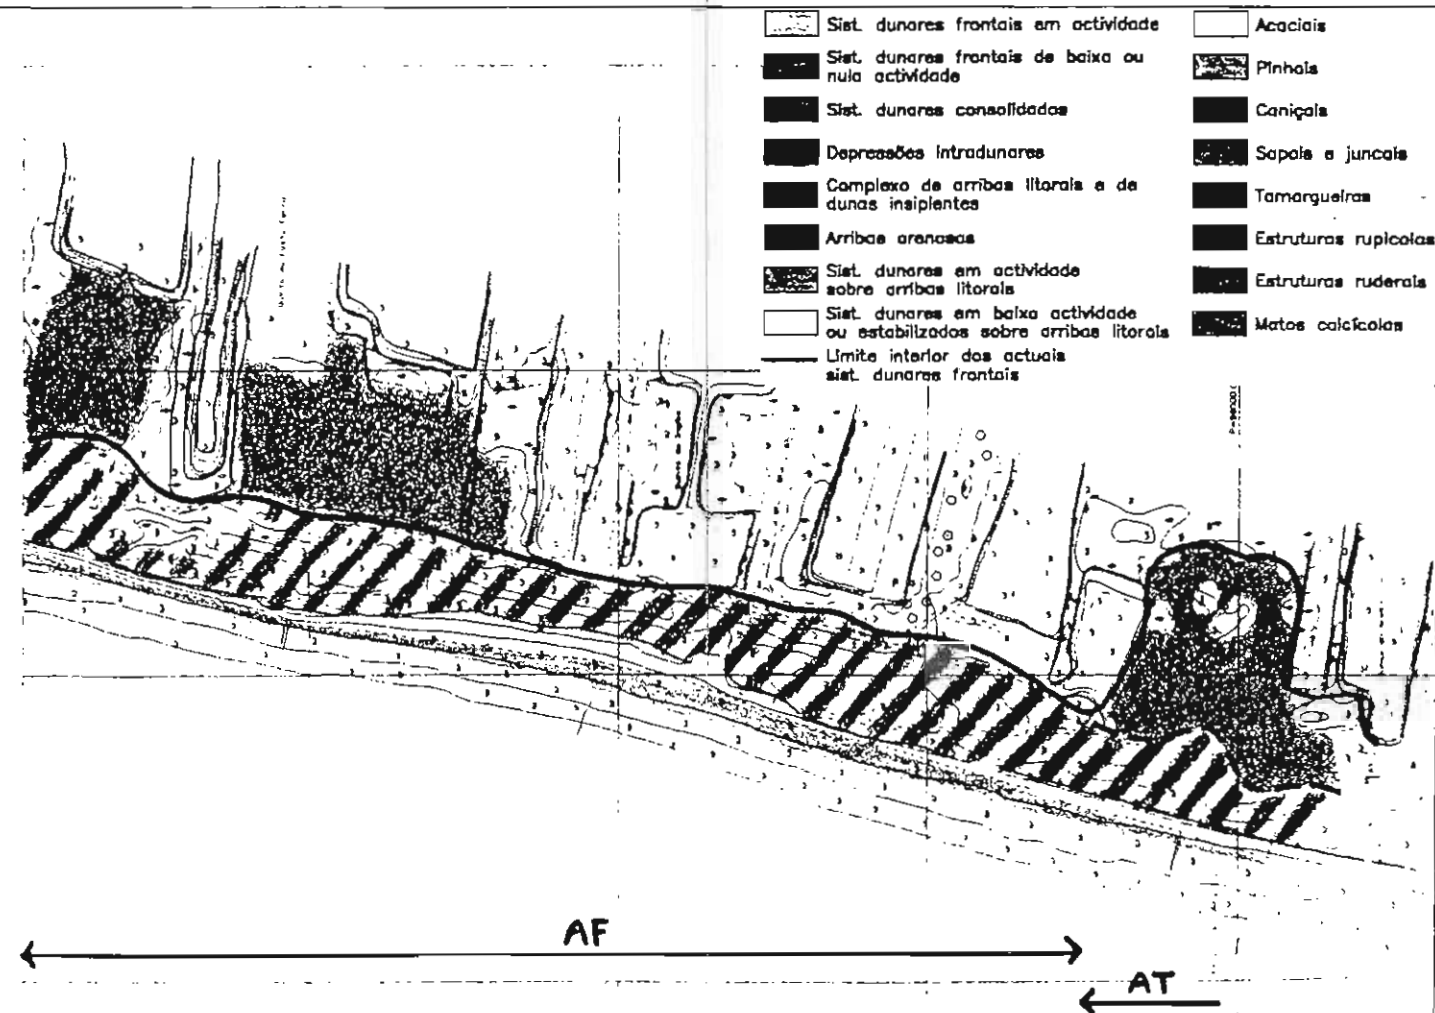 Sist. dunares frontais em actividade
Sist. dunares frontais de baixa ou
nula actividade
Sist. dunares consolidadas
Depressões intradunares
Complexo de arribas litorais e de
dunas insipientes
Arribas arenosas
Sist. dunares em actividade
sobre arribas litorais
Sist. dunares em baixa actividade
ou estabilizados sobre arribas litorais
Limite interior dos actuais
sist. dunares frontais
Acaciais
Pinhais
Caniçais
Sapais e juncais
Tamargueiras
Estruturas rupícolas
Estruturas ruderais
Matos calcícolas
AF
AT